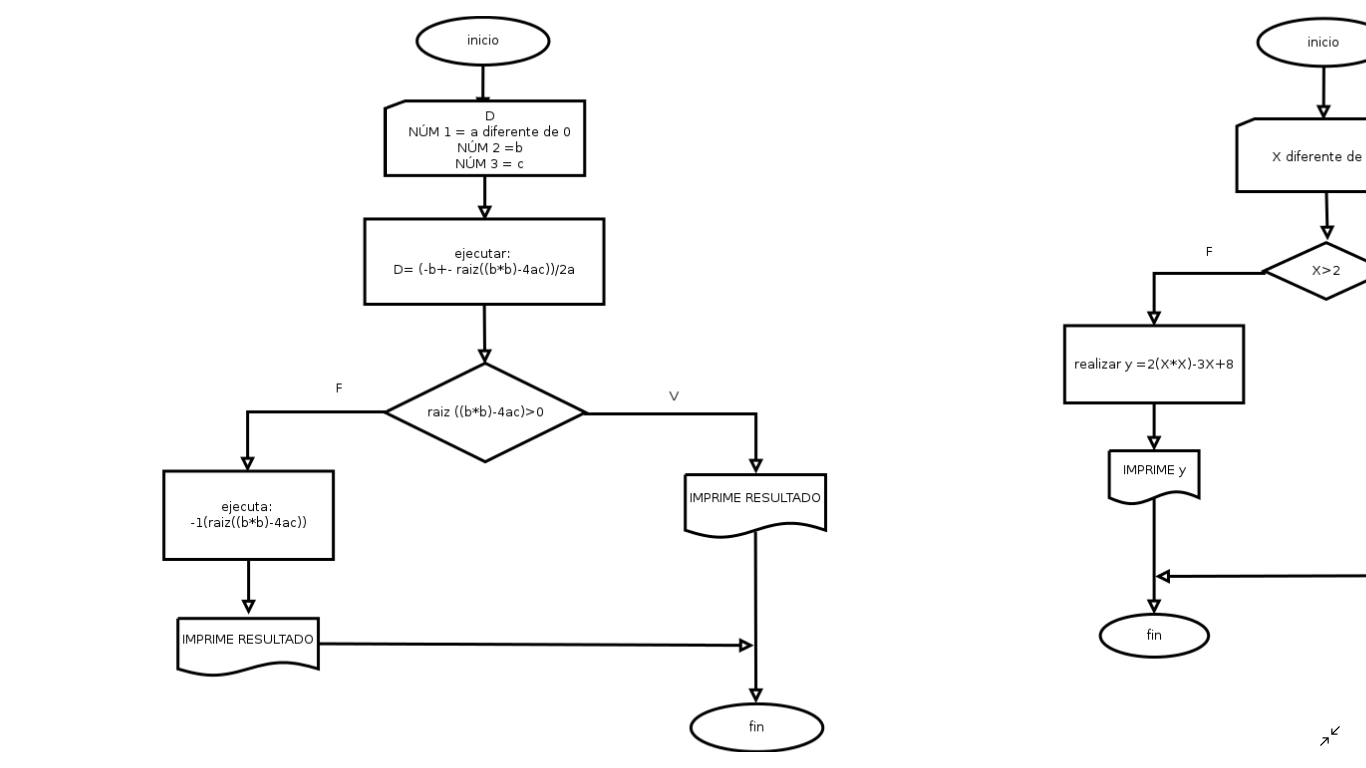 inicio
D
NÚM 1 = a diferente de 0
NÚM 2 =b
NÚM 3 = c
ejecutar:
D= (-b+- raiz((b*b)-4ac))/2a
F
raiz ((b*b)-4ac)>0
V
ejecuta:
-1(raiz((b*b)-4ac))
IMPRIME RESULTADO
IMPRIME RESULTADO
fin
inicio
X diferente de
F
X>2
realizar y =2(X*X)-3X+8
IMPRIME y
fin